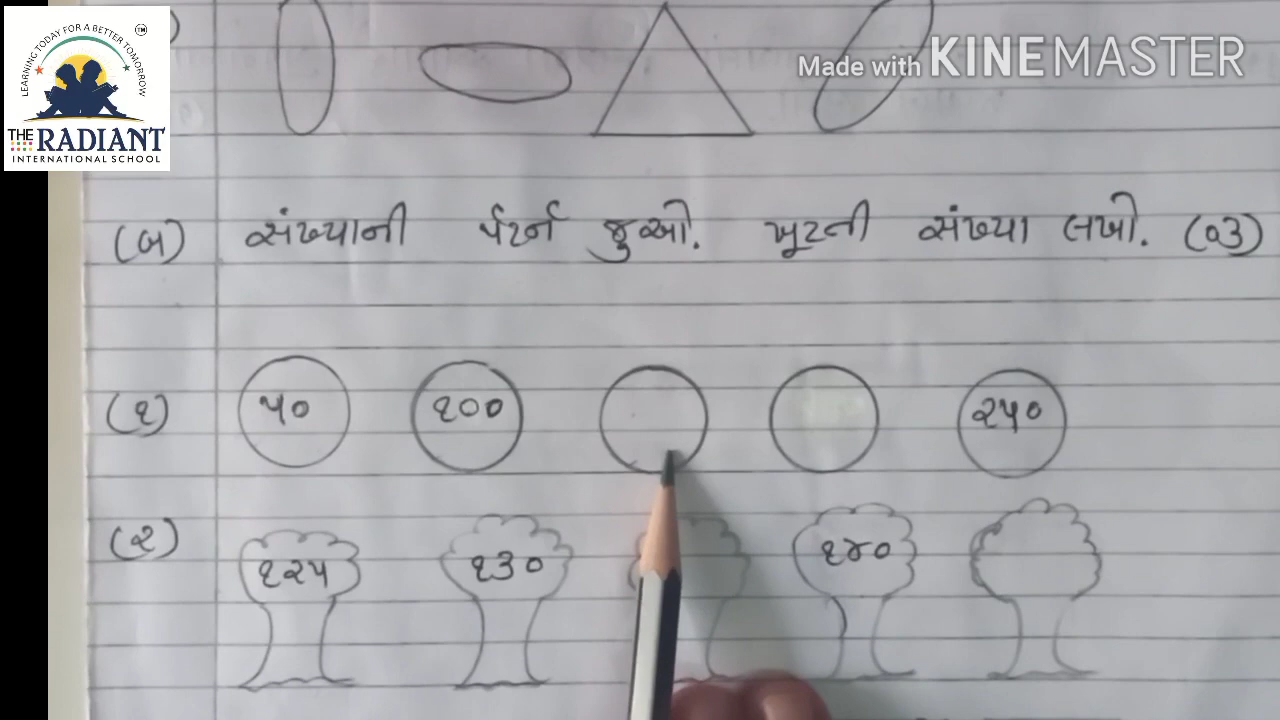 LEARNING TODAY FOR A BETTER TOMORROW
TM
THE RADIANT
INTERNATIONAL SCHOOL
Made with KINEMASTER
(બ) સંખ્યાની પેટર્ન જુઓ. ખૂટતી સંખ્યા લખો. (૦૩)
(૧) ૫૦ ૧૦૦ ૨૫૦
(૨) ૧૨૫ ૧૩૦ ૧૪૦